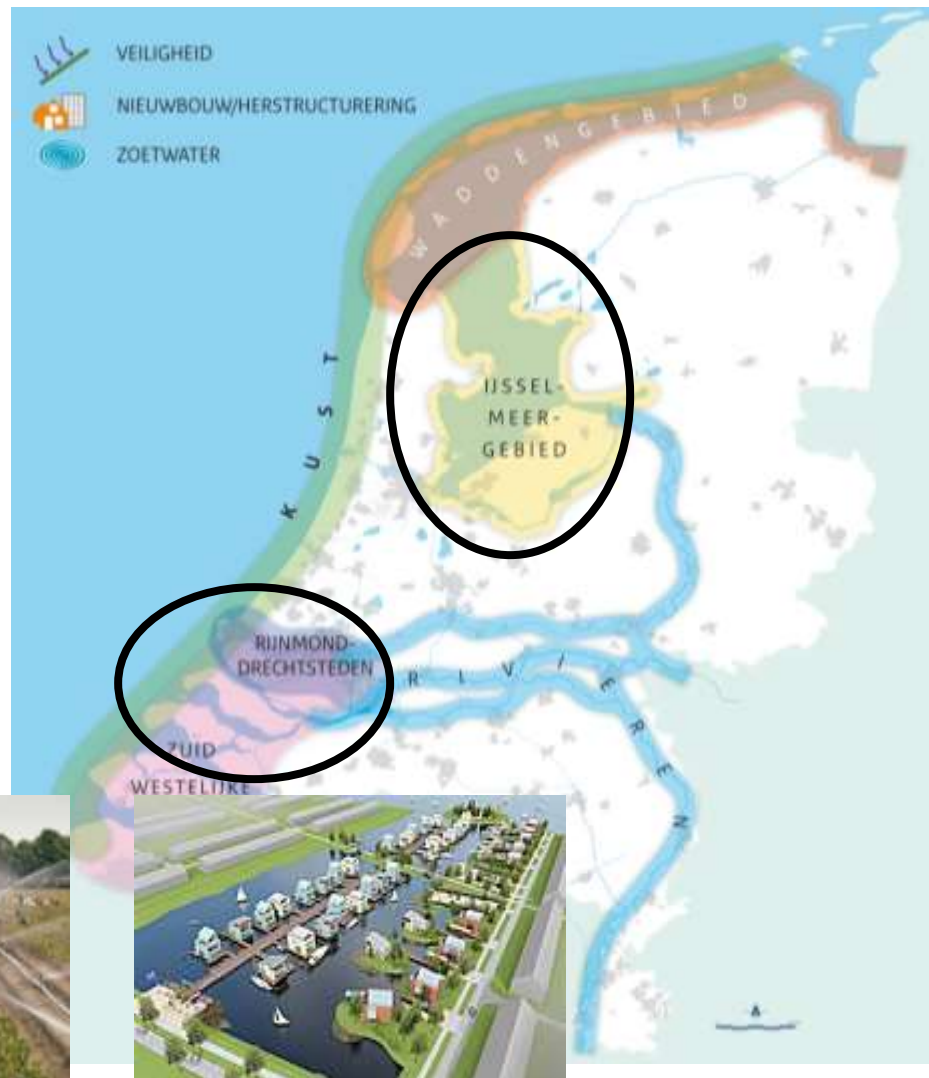 VEILIGHEID
NIEUWBOUW/HERSTRUCTURERING
ZOETWATER
WADDENGEBIED
KUST
IJSSEL-
MEER-
GEBIED
RIJNMOND-
DRECHTSTEDEN
RIVIEREN
ZUID
WESTELIJKE